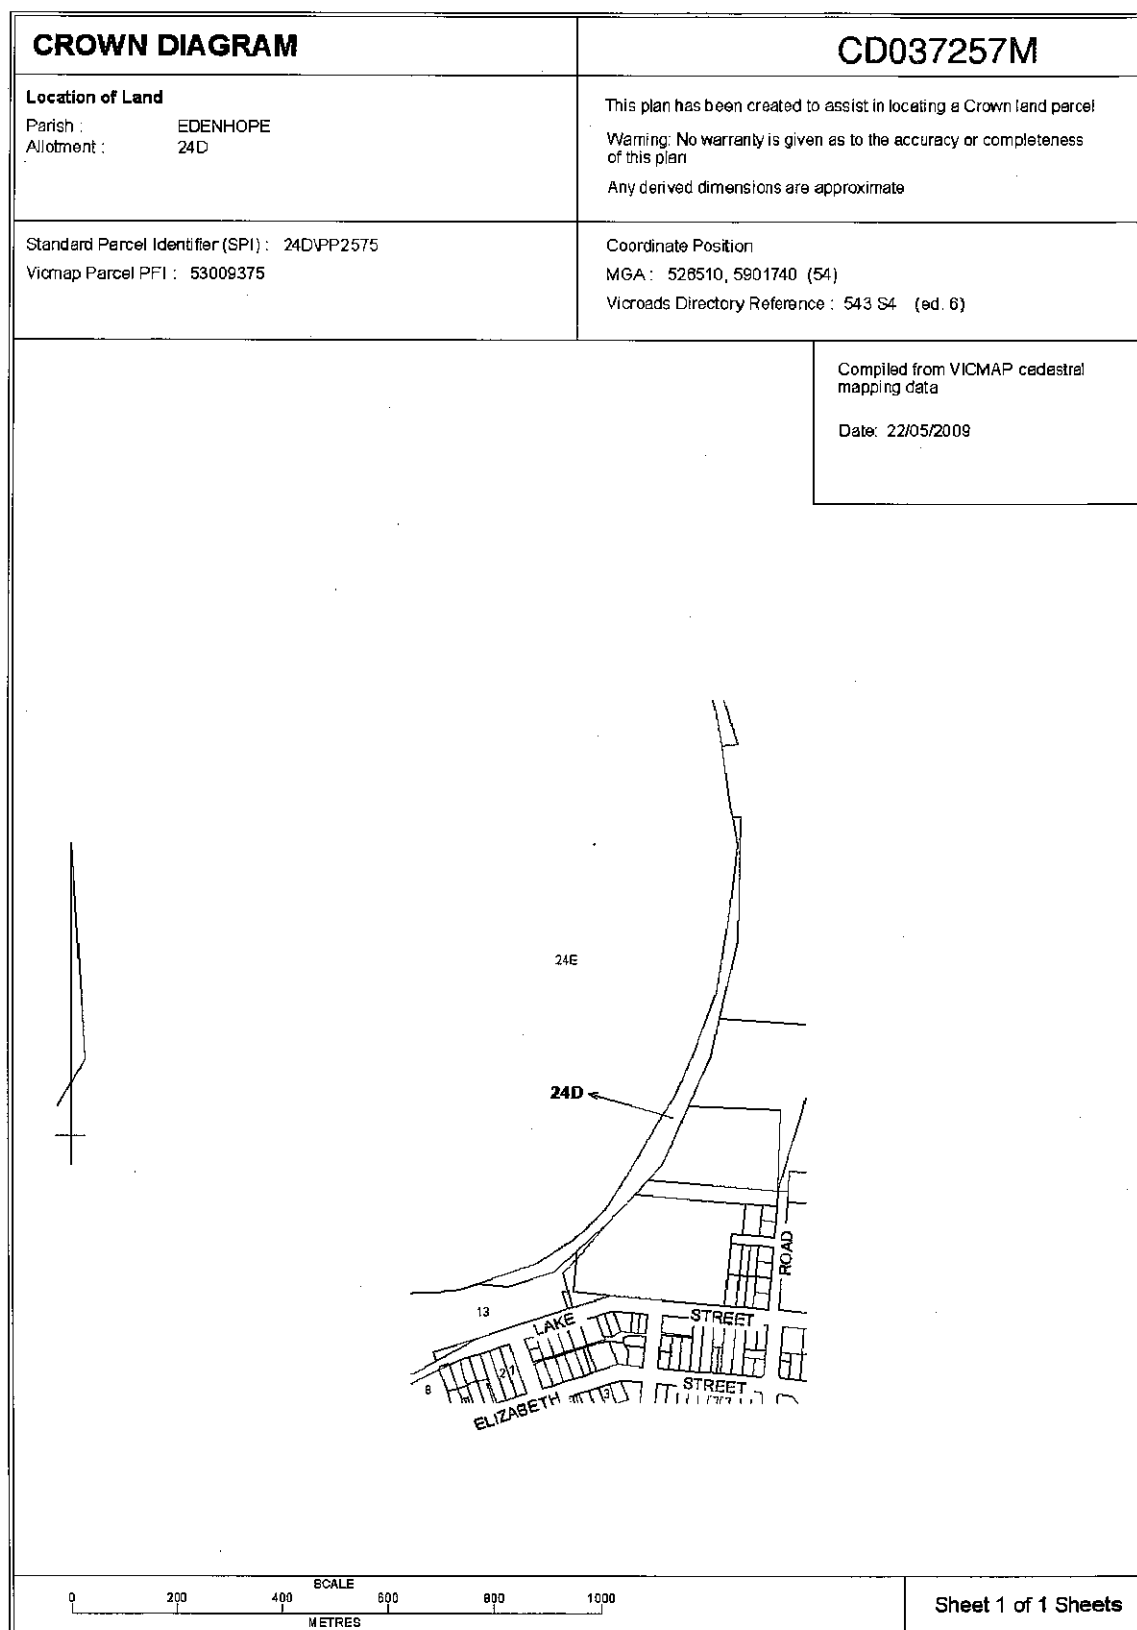 CROWN DIAGRAM
CD037257M
Location of Land
Parish : EDENHOPE
Allotment : 24D
This plan has been created to assist in locating a Crown land parcel
Warning: No warranty is given as to the accuracy or completeness
of this plan
Any derived dimensions are approximate
Standard Parcel Identifier (SPI) : 24D\PP2575
Vicmap Parcel PFI : 53009375
Coordinate Position
MGA : 526510, 5901740 (54)
Vicroads Directory Reference : 543 S4 (ed. 6)
Compiled from VICMAP cadastral
mapping data
Date: 22/05/2009
24E
24D
ROAD
13
LAKE
STREET
27
8
STREET
3
ELIZABETH
SCALE
0 200 400 600 800 1000
METRES
Sheet 1 of 1 Sheets